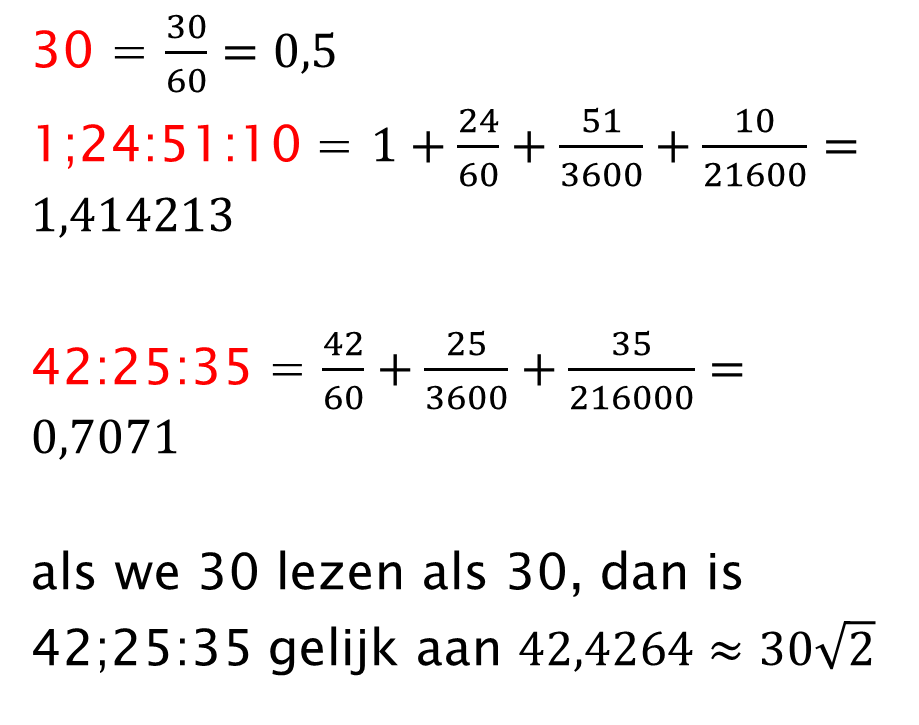 30 = 30/60 = 0,5
1;24:51:10 = 1 + 24/60 + 51/3600 + 10/21600 =
1,414213
42:25:35 = 42/60 + 25/3600 + 35/216000 =
0,7071
als we 30 lezen als 30, dan is
42;25:35 gelijk aan 42,4264 ≈ 30√2